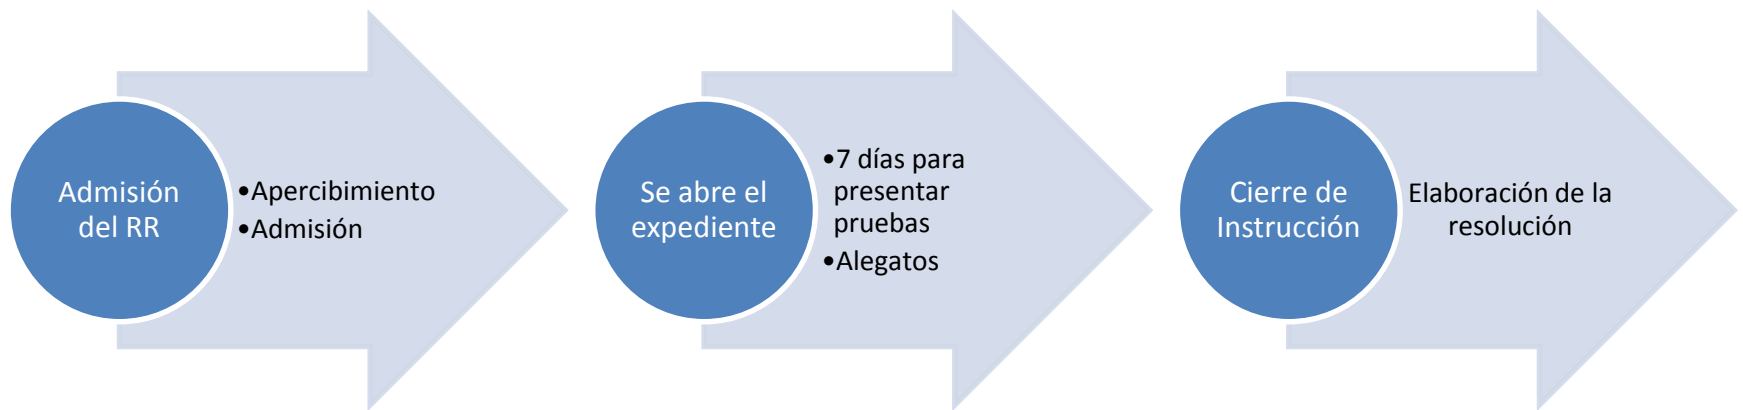 Admisión
del RR
•Apercibimiento
•Admisión
Se abre el
expediente
•7 días para
presentar
pruebas
•Alegatos
Cierre de
Instrucción
Elaboración de la
resolución